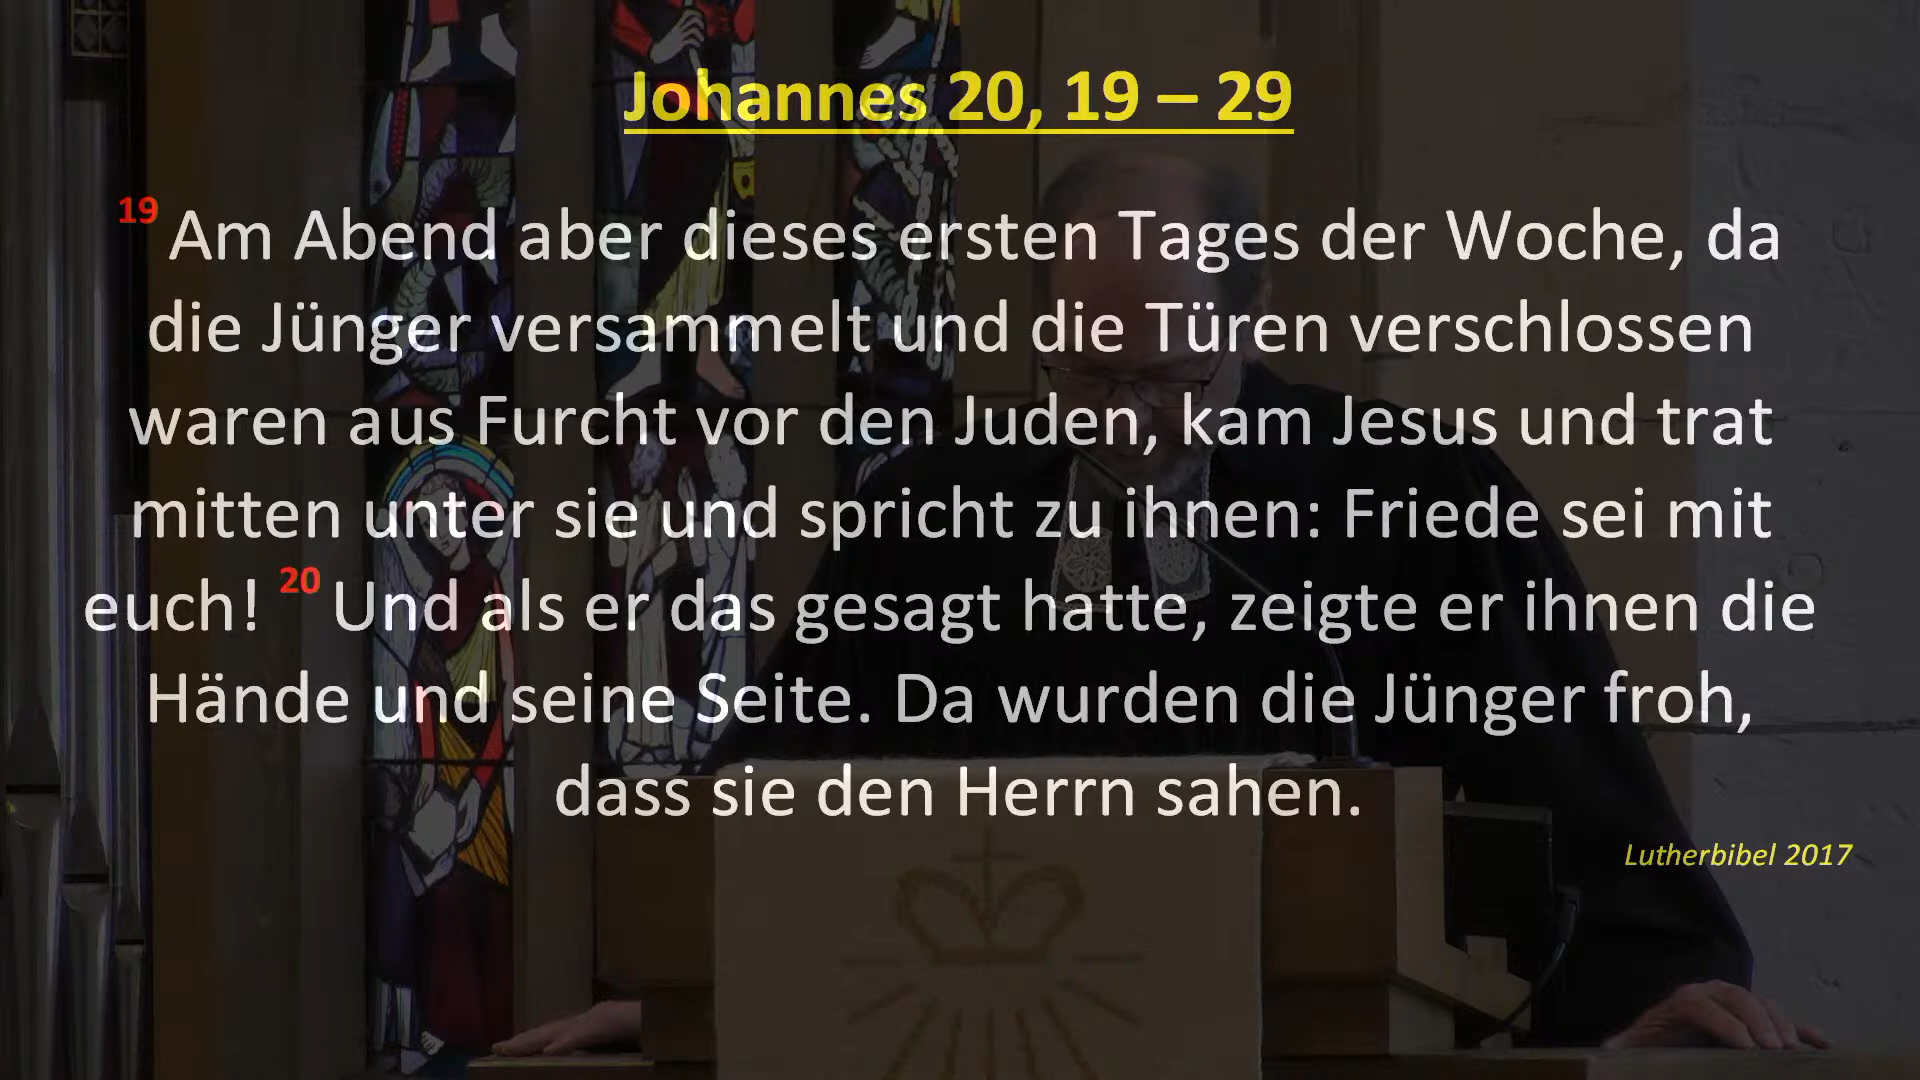 Johannes 20, 19 – 29
19 Am Abend aber dieses ersten Tages der Woche, da
die Jünger versammelt und die Türen verschlossen
waren aus Furcht vor den Juden, kam Jesus und trat
mitten unter sie und spricht zu ihnen: Friede sei mit
euch! 20 Und als er das gesagt hatte, zeigte er ihnen die
Hände und seine Seite. Da wurden die Jünger froh,
dass sie den Herrn sahen.
Lutherbibel 2017